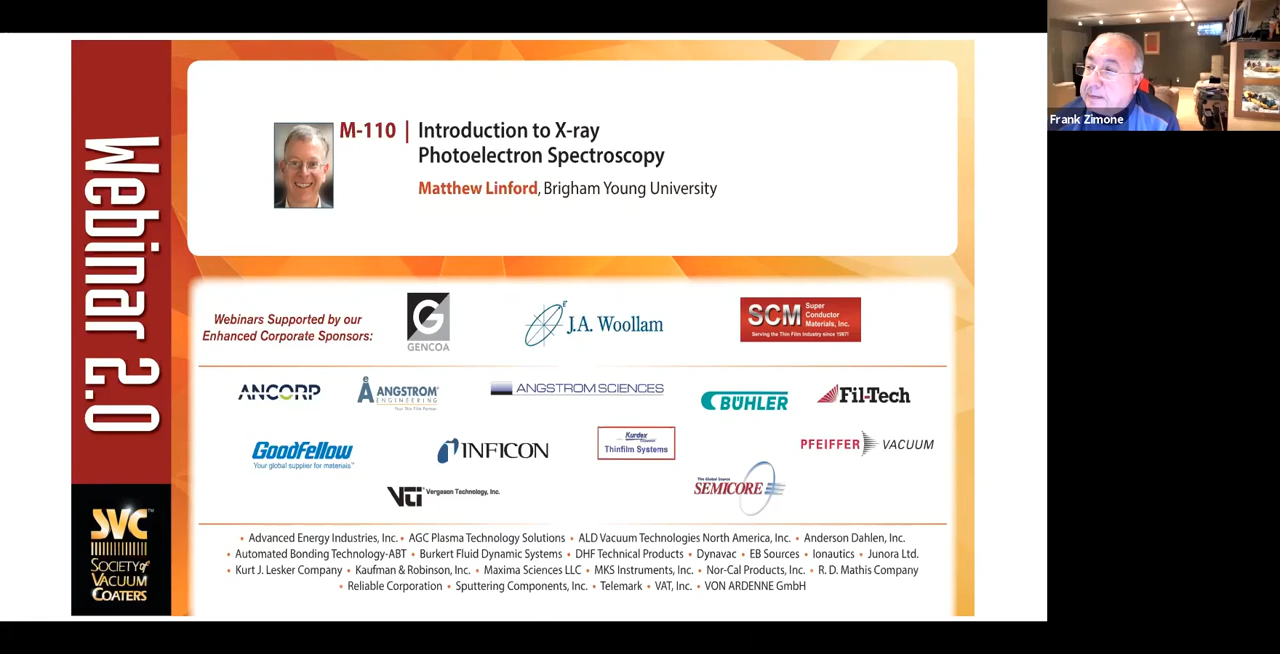 Webinar 2.0
SVC
SOCIETY of
VACUUM
COATERS
M-110 | Introduction to X-ray
Photoelectron Spectroscopy
Matthew Linford, Brigham Young University
Webinars Supported by our
Enhanced Corporate Sponsors:
G
GENCOA
J.A. Woollam
SCM Super
Conductor
Materials, Inc.
Serving the Thin Film Industry since 1987!
ANCORP
ANGSTROM
ENGINEERING
Your Thin Film Partner
ANGSTROM SCIENCES
BÜHLER
Fil-Tech
GOODFELLOW
Your global supplier for materials™
INFICON
Kurdex
Thinfilm Systems
PFEIFFER VACUUM
VTi Vergason Technology, Inc.
The Global Source
SEMICORE
• Advanced Energy Industries, Inc. • AGC Plasma Technology Solutions • ALD Vacuum Technologies North America, Inc. • Anderson Dahlen, Inc.
• Automated Bonding Technology-ABT • Burkert Fluid Dynamic Systems • DHF Technical Products • Dynavac • EB Sources • Ionautics • Junora Ltd.
• Kurt J. Lesker Company • Kaufman & Robinson, Inc. • Maxima Sciences LLC • MKS Instruments, Inc. • Nor-Cal Products, Inc. • R. D. Mathis Company
• Reliable Corporation • Sputtering Components, Inc. • Telemark • VAT, Inc. • VON ARDENNE GmbH
Frank Zimone